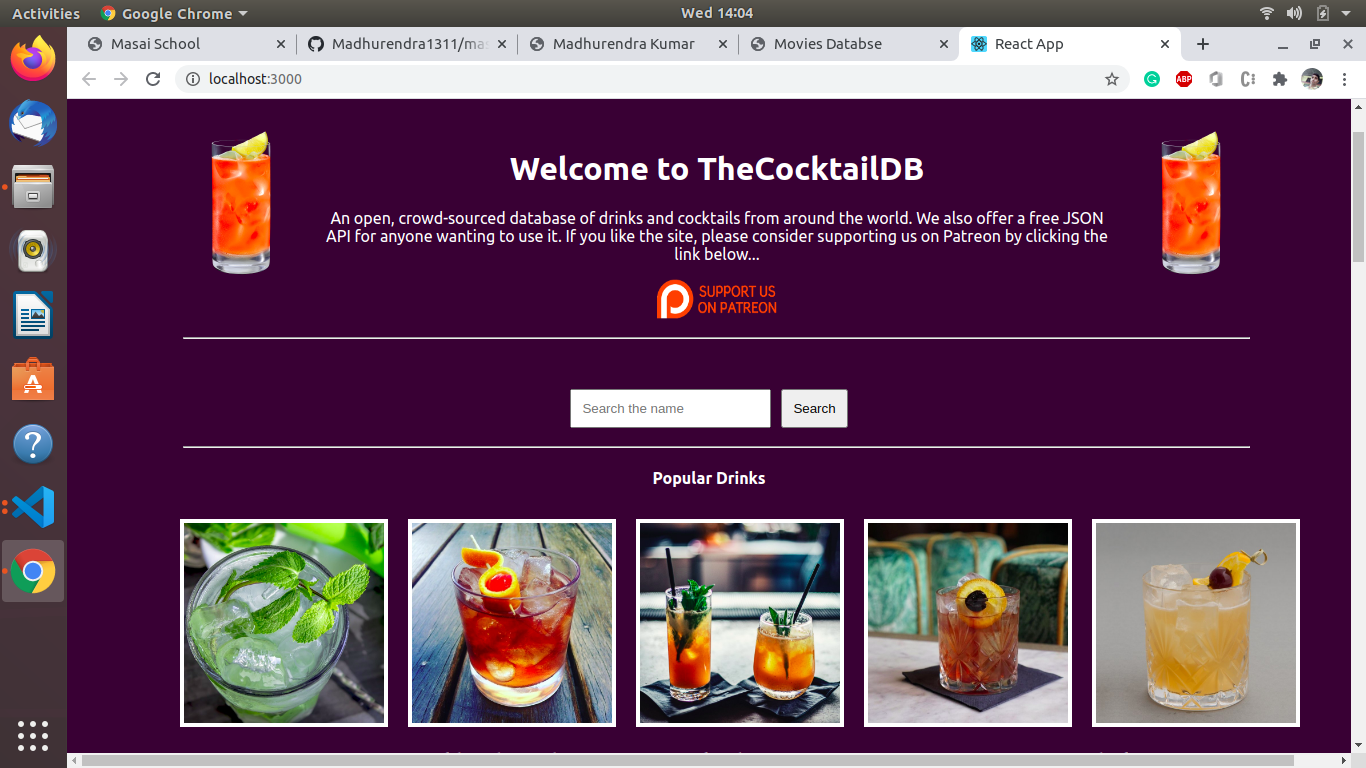 Activities
Google Chrome
Wed 14:04
Masai School
Madhurendra1311/mas
Madhurendra Kumar
Movies Databse
React App
localhost:3000
ABP
Welcome to TheCocktailDB
An open, crowd-sourced database of drinks and cocktails from around the world. We also offer a free JSON
API for anyone wanting to use it. If you like the site, please consider supporting us on Patreon by clicking the
link below...
SUPPORT US
ON PATREON
Search the name
Search
Popular Drinks